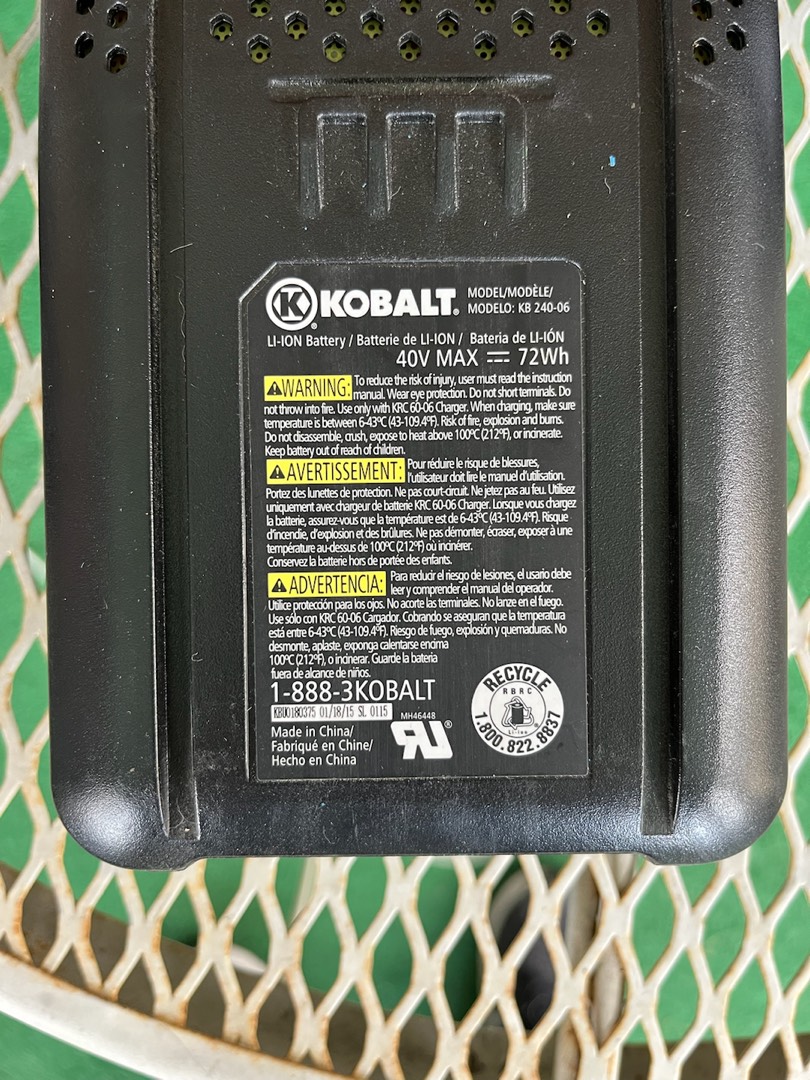 K KOBALT. MODEL/MODÈLE/
® MODELO: KB 240-06
LI-ION Battery / Batterie de LI-ION / Bateria de LI-IÓN
40V MAX ⎓ 72Wh
WARNING: To reduce the risk of injury, user must read the instruction
manual. Wear eye protection. Do not short terminals. Do
not throw into fire. Use only with KRC 60-06 Charger. When charging, make sure
temperature is between 6-43°C (43-109.4°F). Risk of fire, explosion and burns.
Do not disassemble, crush, expose to heat above 100°C (212°F), or incinerate.
Keep battery out of reach of children.
AVERTISSEMENT: Pour réduire le risque de blessures,
l'utilisateur doit lire le manuel d'utilisation.
Portez des lunettes de protection. Ne pas court-circuit. Ne jetez pas au feu. Utilisez
uniquement avec chargeur de batterie KRC 60-06 Charger. Lorsque vous chargez
la batterie, assurez-vous que la température est de 6-43°C (43-109.4°F). Risque
d'incendie, d'explosion et des brûlures. Ne pas démonter, écraser, exposer à une
température au-dessus de 100°C (212°F) où incinérer.
Conservez la batterie hors de portée des enfants.
ADVERTENCIA: Para reducir el riesgo de lesiones, el usario debe
leer y comprender el manual del operador.
Utilice protección para los ojos. No acorte las terminales. No lanze en el fuego.
Use sólo con KRC 60-06 Cargador. Cobrando se aseguran que la temperatura
está entre 6-43°C (43-109.4°F). Riesgo de fuego, explosión y quemaduras. No
desmonte, aplaste, exponga calentarse encima
100°C (212°F), o incinerar. Guarde la bateria
fuera de alcance de niños.
1-888-3KOBALT
KBU0180375 01/18/15 SL 0115
Made in China/
Fabriqué en Chine/
Hecho en China
MH46448
RU ®
RECYCLE
RBRC
Li-ion
1.800.822.8837